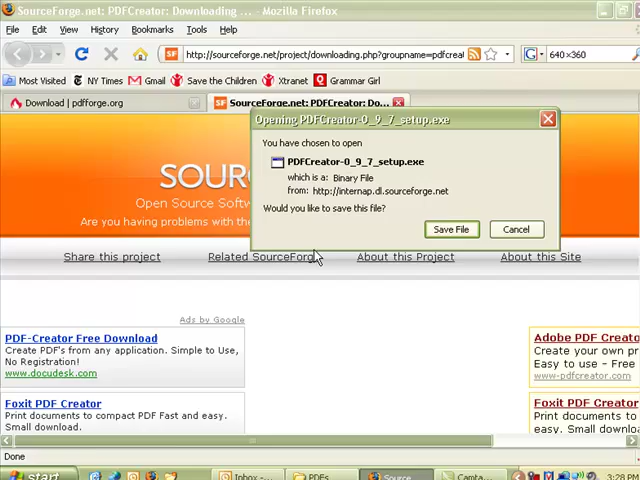 SourceForge.net: PDFCreator: Downloading ... - Mozilla Firefox
File Edit View History Bookmarks Tools Help
http://sourceforge.net/project/downloading.php?groupname=pdfcreat
640×360
Most Visited NY Times Gmail Save the Children Xtranet Grammar Girl
Download | pdfforge.org
SourceForge.net: PDFCreator: Do...
Opening PDFCreator-0_9_7_setup.exe
You have chosen to open
PDFCreator-0_9_7_setup.exe
which is a: Binary File
from: http://internap.dl.sourceforge.net
Would you like to save this file?
Save File Cancel
SOUR
Open Source Softw
Are you having problems with the
Share this project Related SourceForg About this Project About this Site
Ads by Google
PDF-Creator Free Download
Create PDF's from any application. Simple to Use,
No Registration!
www.docudesk.com
Foxit PDF Creator
Print documents to compact PDF Fast and easy.
Small download.
Adobe PDF Creato
Create your own pr
Easy to use - Free
www-pdfcreator.com
Foxit PDF Creator
Print documents to
easy. Small downlo
Done
start Inbox - PDFs Source Camta 3:28 PM